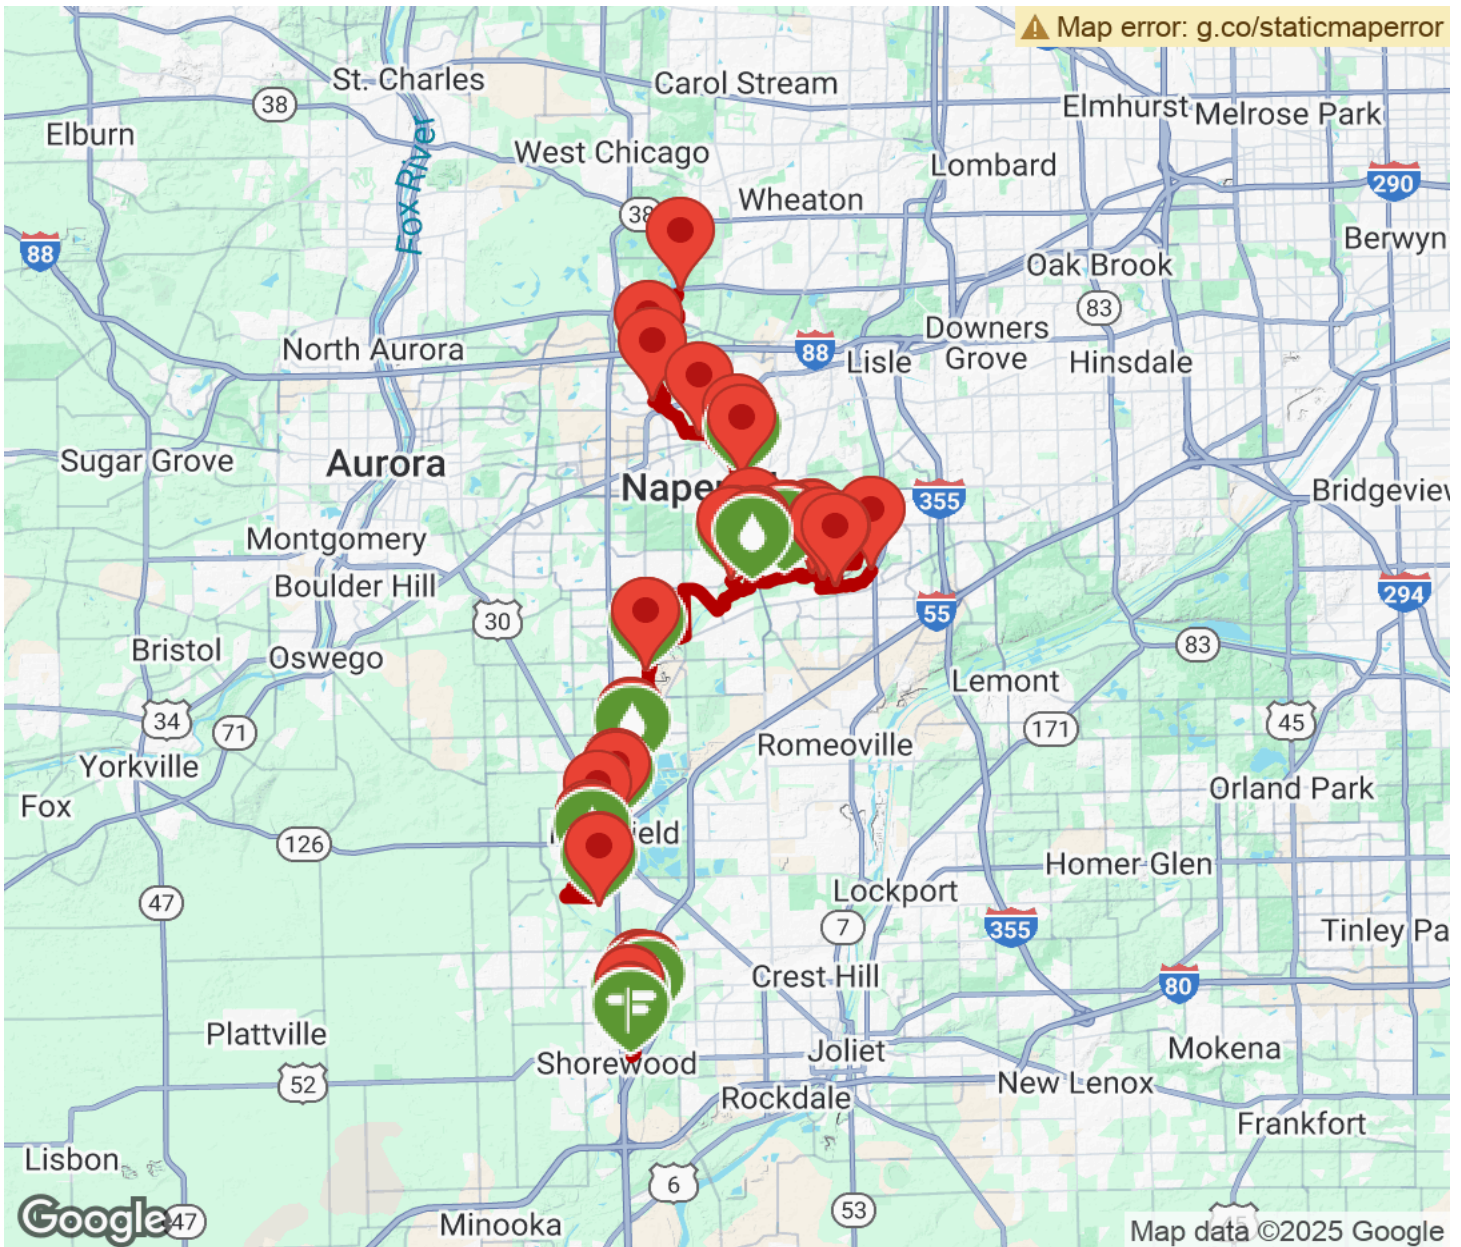 Map error: g.co/staticmaperror
St. Charles
Carol Stream
38
Elmhurst
Melrose Park
Elburn
Fox River
West Chicago
Lombard
290
Wheaton
38
88
Berwyn
Oak Brook
83
North Aurora
88
Lisle
Downers
Grove
Hinsdale
Sugar Grove
Aurora
355
Bridgeview
Montgomery
Boulder Hill
294
30
55
83
Bristol
Oswego
Lemont
34
71
171
45
Romeoville
Yorkville
Orland Park
Fox
126
Homer Glen
47
Lockport
7
355
Tinley Pa
Crest Hill
80
Plattville
Shorewood
Joliet
Mokena
52
New Lenox
Rockdale
Frankfort
Lisbon
6
53
45
Google
47
Minooka
Map data ©2025 Google